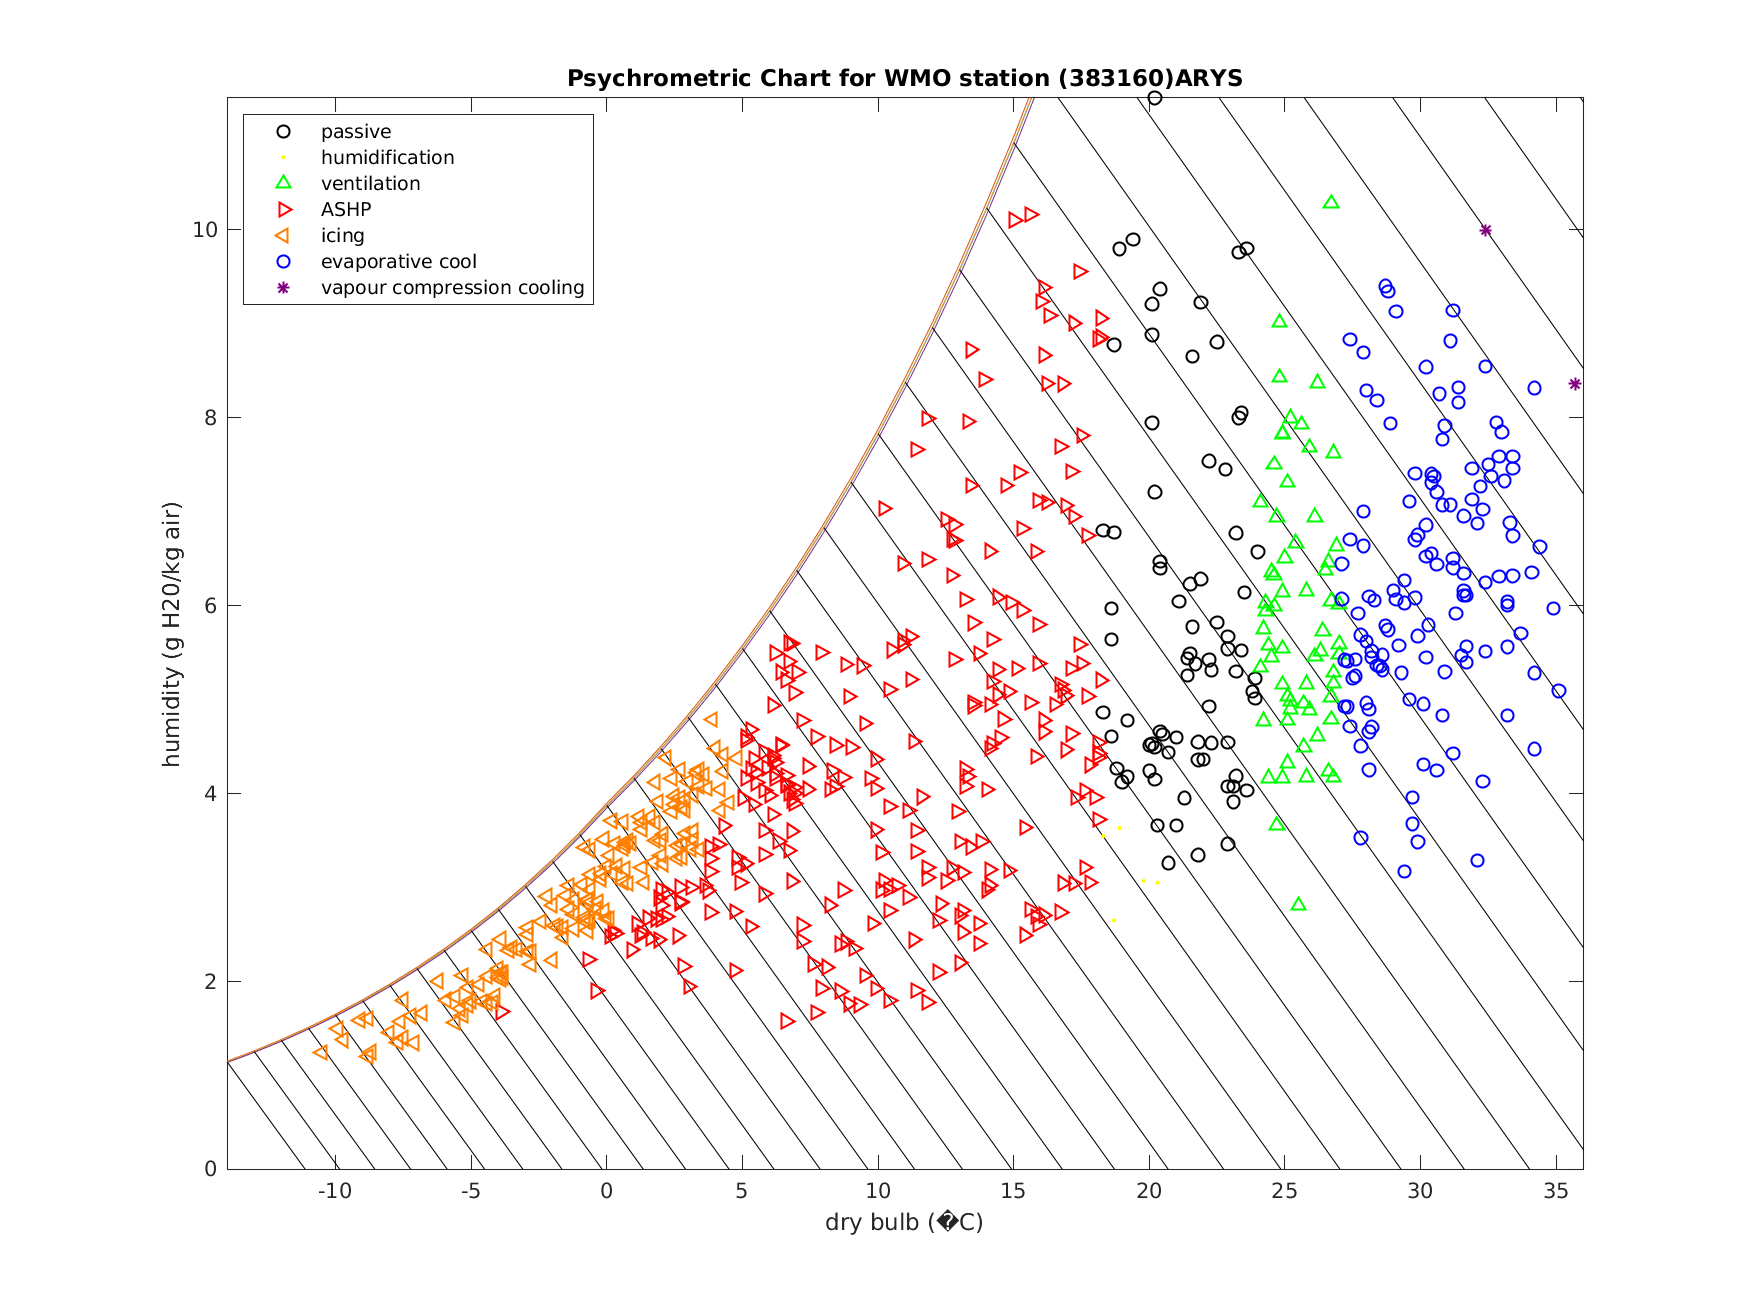 Psychrometric Chart for WMO station (383160)ARYS
passive
humidification
ventilation
ASHP
icing
evaporative cool
vapour compression cooling
humidity (g H20/kg air)
10
8
6
4
2
0
-10 -5 0 5 10 15 20 25 30 35
dry bulb (�C)